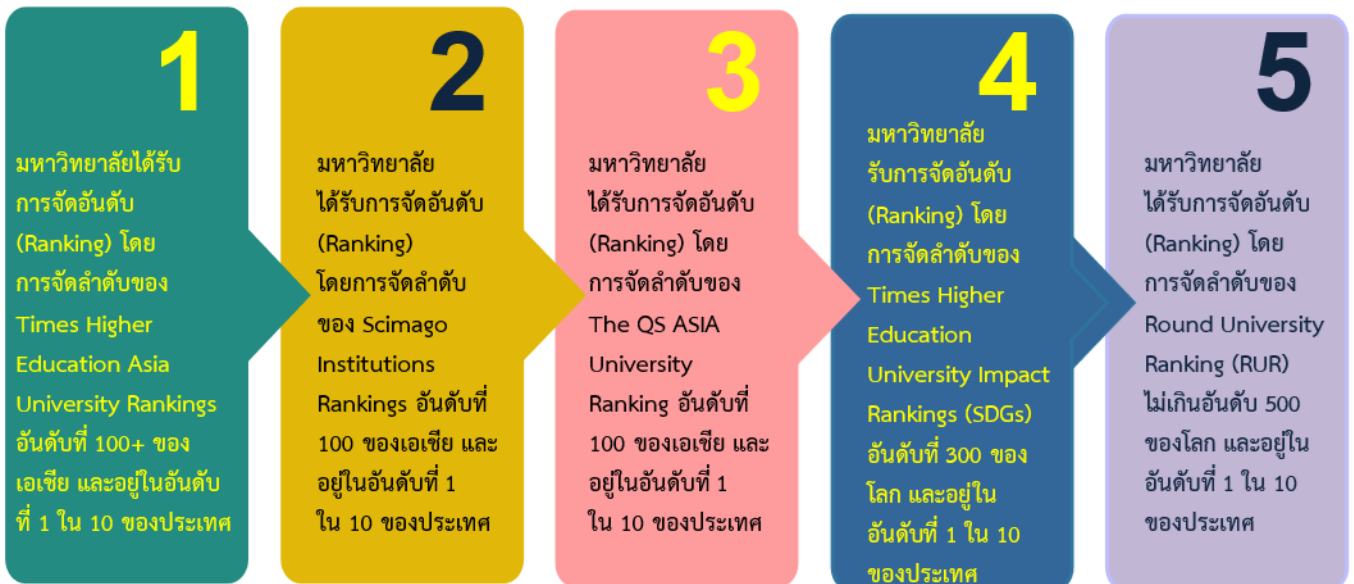 1
มหาวิทยาลัยได้รับ
การจัดอันดับ
(Ranking) โดย
การจัดลำดับของ
Times Higher
Education Asia
University Rankings
อันดับที่ 100+ ของ
เอเชีย และอยู่ในอันดับ
ที่ 1 ใน 10 ของประเทศ
2
มหาวิทยาลัย
ได้รับการจัดอันดับ
(Ranking)
โดยการจัดลำดับ
ของ Scimago
Institutions
Rankings อันดับที่
100 ของเอเชีย และ
อยู่ในอันดับที่ 1
ใน 10 ของประเทศ
3
มหาวิทยาลัย
ได้รับการจัดอันดับ
(Ranking) โดย
การจัดลำดับของ
The QS ASIA
University
Ranking อันดับที่
100 ของเอเชีย และ
อยู่ในอันดับที่ 1
ใน 10 ของประเทศ
4
มหาวิทยาลัย
รับการจัดอันดับ
(Ranking) โดย
การจัดลำดับของ
Times Higher
Education
University Impact
Rankings (SDGs)
อันดับที่ 300 ของ
โลก และอยู่ใน
อันดับที่ 1 ใน 10
ของประเทศ
5
มหาวิทยาลัย
ได้รับการจัดอันดับ
(Ranking) โดย
การจัดลำดับของ
Round University
Ranking (RUR)
ไม่เกินอันดับ 500
ของโลก และอยู่ใน
อันดับที่ 1 ใน 10
ของประเทศ